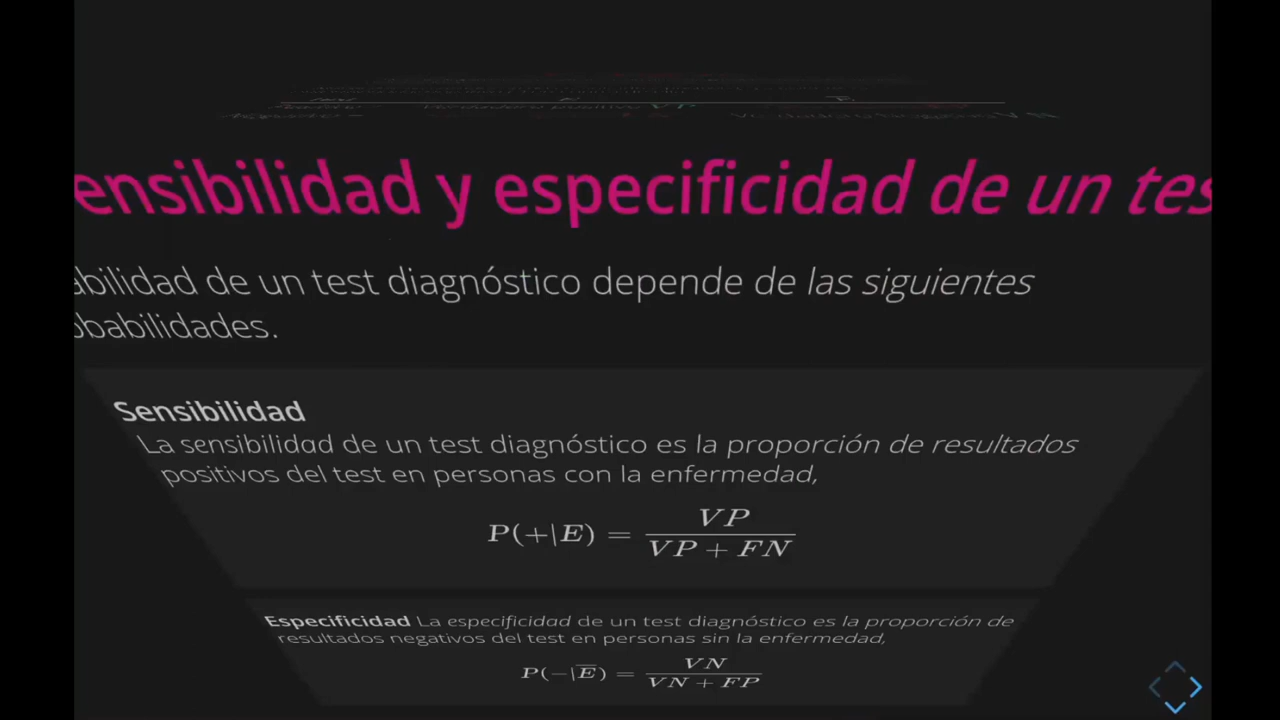 ensibilidad y especificidad de un tes
abilidad de un test diagnóstico depende de las siguientes
obabilidades.
Sensibilidad
La sensibilidad de un test diagnóstico es la proporción de resultados
positivos del test en personas con la enfermedad,
P(+|E) = VP / (VP + FN)
Especificidad La especificidad de un test diagnóstico es la proporción de
resultados negativos del test en personas sin la enfermedad,
P(−|E̅) = VN / (VN + FP)